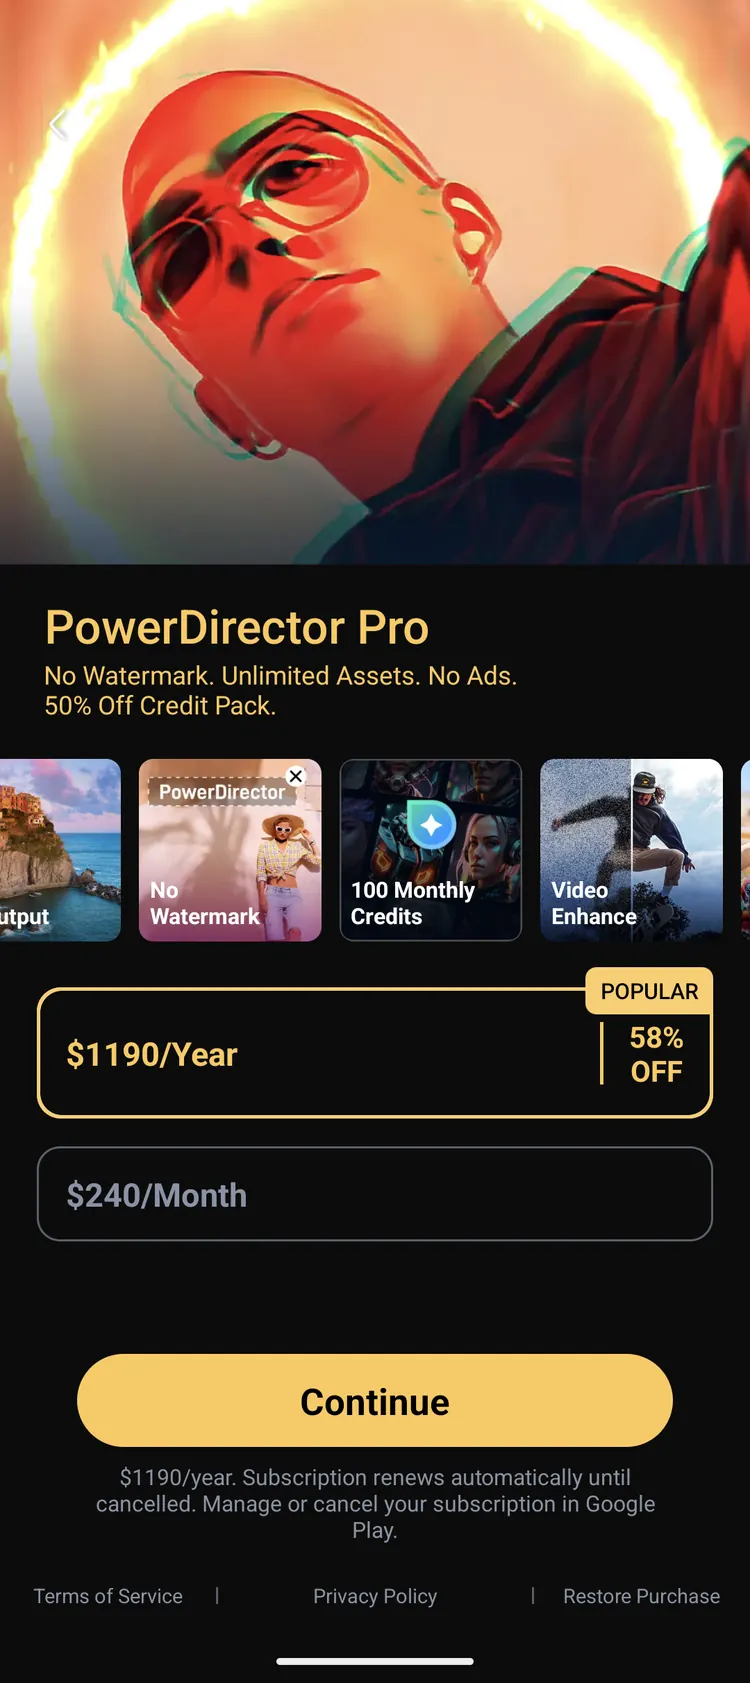 PowerDirector Pro
No Watermark. Unlimited Assets. No Ads.
50% Off Credit Pack.
utput
PowerDirector
No
Watermark
100 Monthly
Credits
Video
Enhance
POPULAR
$1190/Year
58%
OFF
$240/Month
Continue
$1190/year. Subscription renews automatically until
cancelled. Manage or cancel your subscription in Google
Play.
Terms of Service
Privacy Policy
Restore Purchase